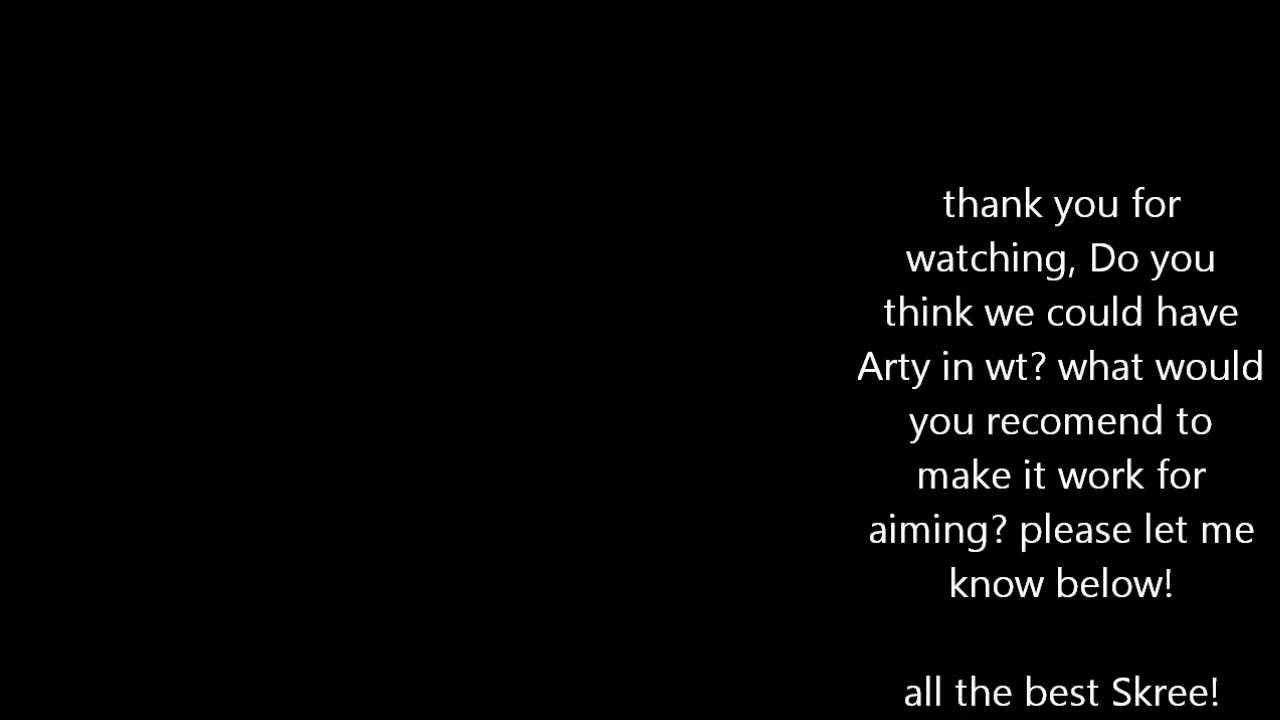 thank you for
watching, Do you
think we could have
Arty in wt? what would
you recomend to
make it work for
aiming? please let me
know below!
all the best Skree!